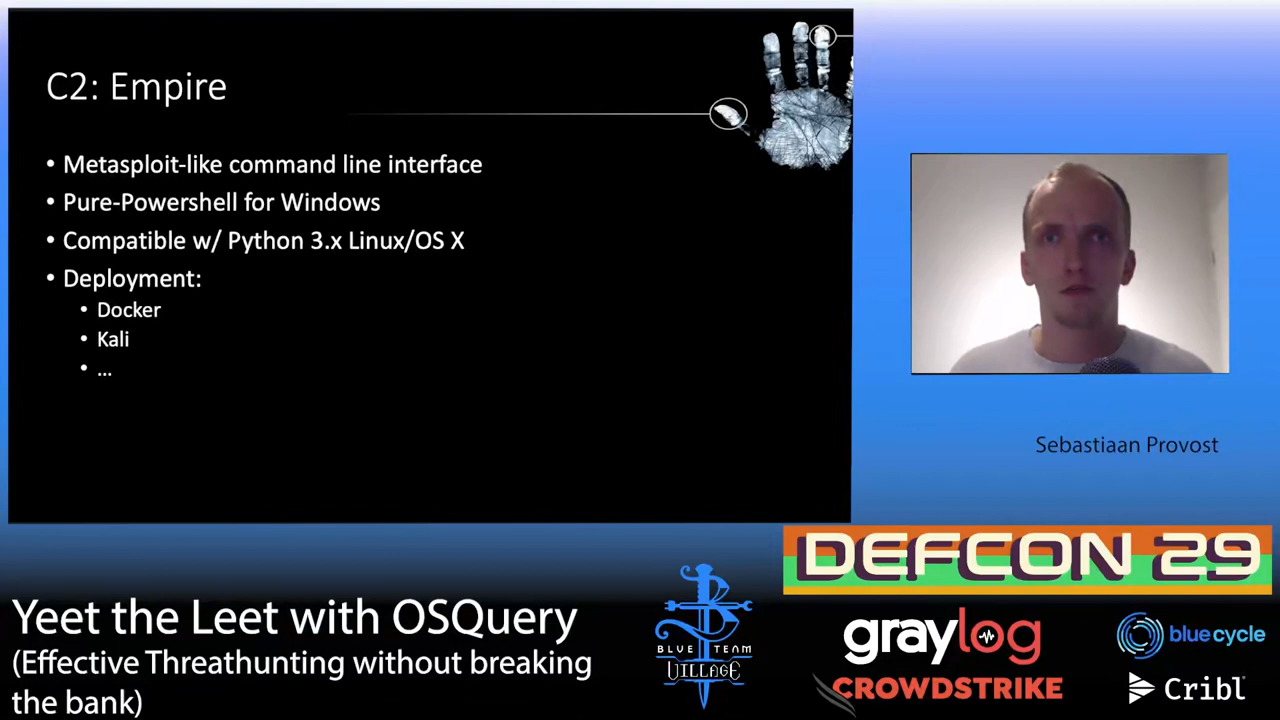 C2: Empire
• Metasploit-like command line interface
• Pure-Powershell for Windows
• Compatible w/ Python 3.x Linux/OS X
• Deployment:
• Docker
• Kali
• ...
Sebastiaan Provost
DEFCON 29
Yeet the Leet with OSQuery
(Effective Threathunting without breaking
the bank)
BLUE TEAM
VILLAGE
graylog
blue cycle
CROWDSTRIKE
Cribl